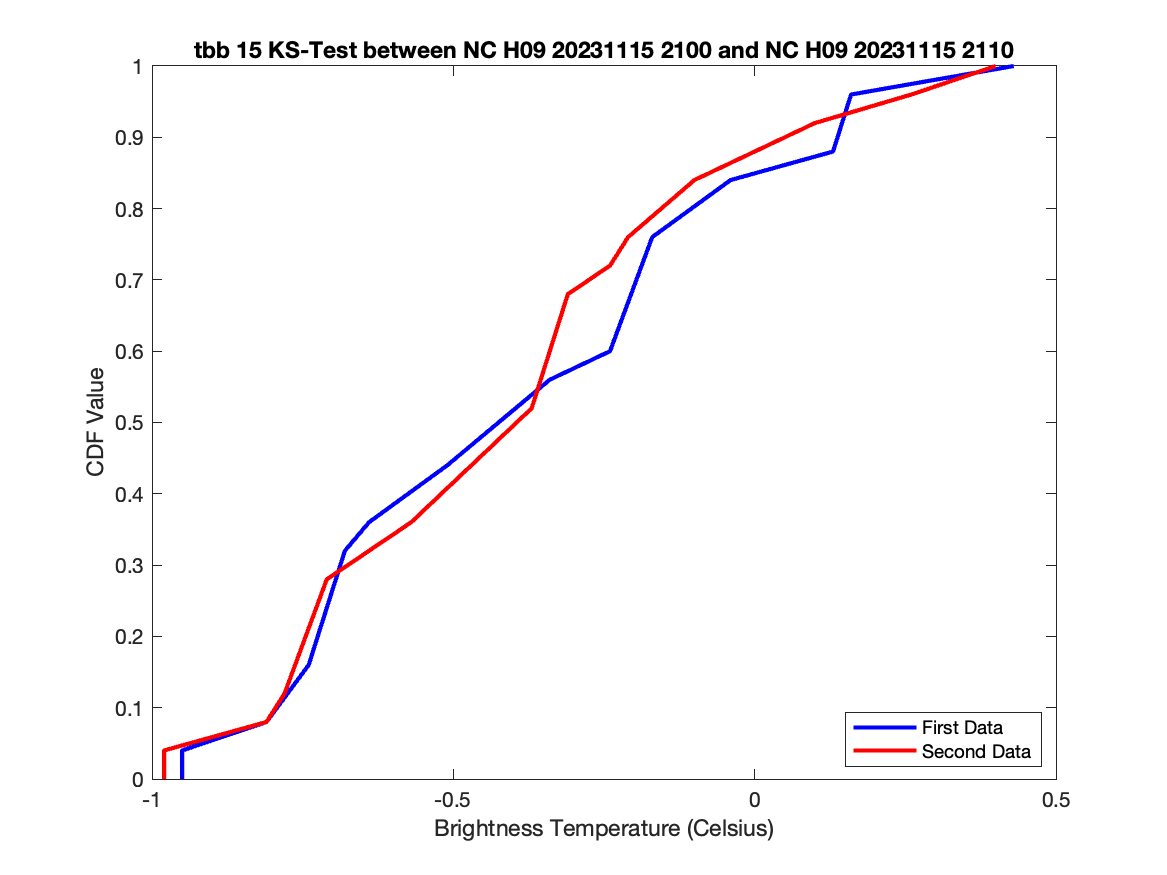 tbb 15 KS-Test between NC H09 20231115 2100 and NC H09 20231115 2110
1
0.9
0.8
0.7
0.6
0.5
0.4
0.3
0.2
0.1
0
CDF Value
First Data
Second Data
-1 -0.5 0 0.5
Brightness Temperature (Celsius)